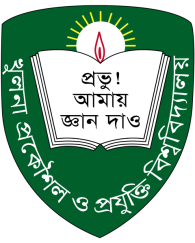 প্রভু!
আমায়
জ্ঞান দাও
খুলনা প্রকৌশল ও প্রযুক্তি বিশ্ববিদ্যালয়